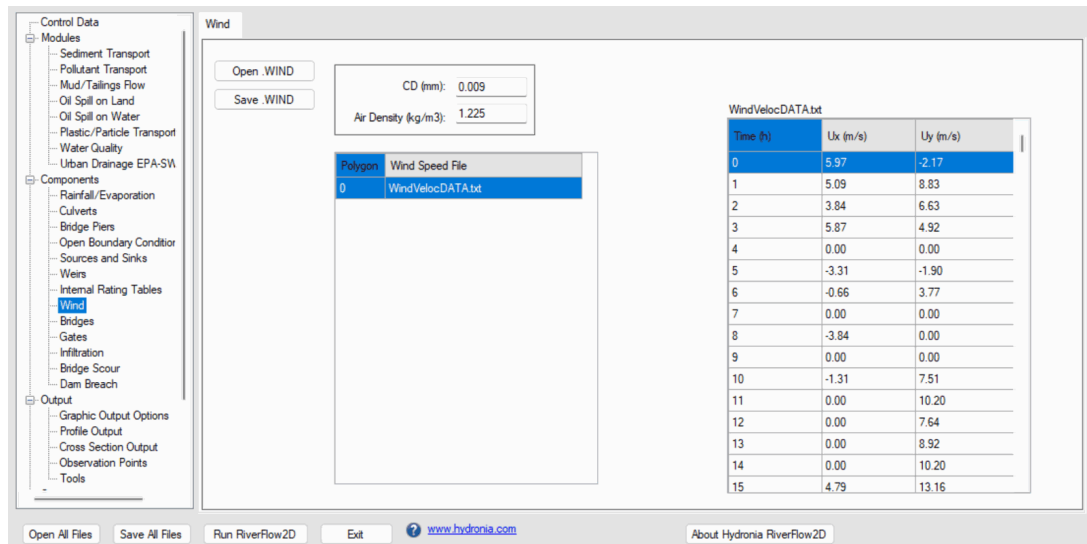 Control Data
Modules
Sediment Transport
Pollutant Transport
Mud/Tailings Flow
Oil Spill on Land
Oil Spill on Water
Plastic/Particle Transport
Water Quality
Urban Drainage EPA-SW
Components
Rainfall/Evaporation
Culverts
Bridge Piers
Open Boundary Condition
Sources and Sinks
Weirs
Internal Rating Tables
Wind
Bridges
Gates
Infiltration
Bridge Scour
Dam Breach
Output
Graphic Output Options
Profile Output
Cross Section Output
Observation Points
Tools
Wind
Open .WIND
Save .WIND
CD (mm): 0.009
Air Density (kg/m3): 1.225
Polygon Wind Speed File
0 WindVelocDATA.txt
WindVelocDATA.txt
Time (h) Ux (m/s) Uy (m/s)
0 5.97 -2.17
1 5.09 8.83
2 3.84 6.63
3 5.87 4.92
4 0.00 0.00
5 -3.31 -1.90
6 -0.66 3.77
7 0.00 0.00
8 -3.84 0.00
9 0.00 0.00
10 -1.31 7.51
11 0.00 10.20
12 0.00 7.64
13 0.00 8.92
14 0.00 10.20
15 4.79 13.16
Open All Files Save All Files Run RiverFlow2D Exit ? www.hydronia.com About Hydronia RiverFlow2D